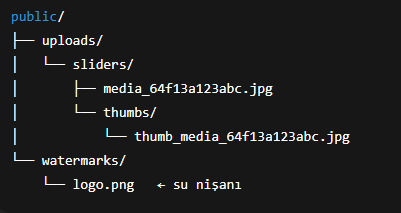 public/
├── uploads/
│   └── sliders/
│       ├── media_64f13a123abc.jpg
│       └── thumbs/
│           └── thumb_media_64f13a123abc.jpg
└── watermarks/
    └── logo.png   ← su nişanı